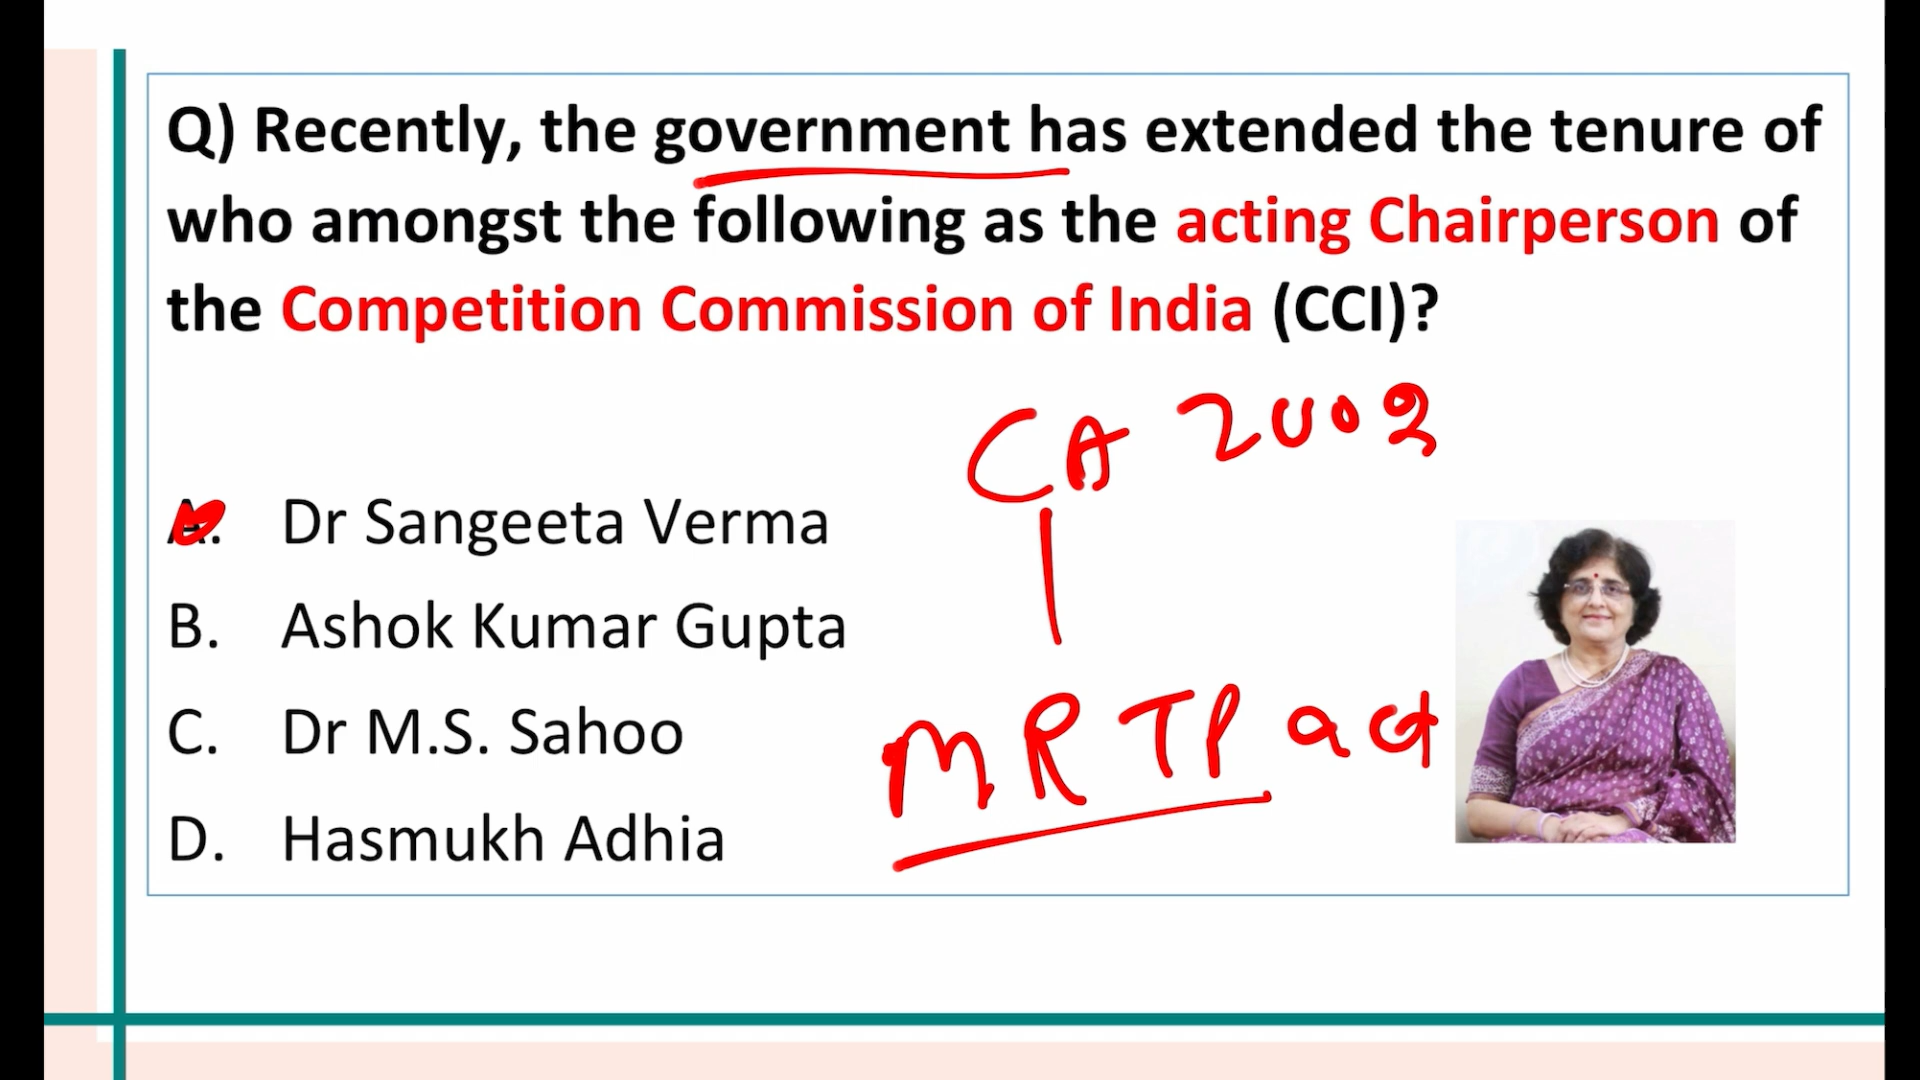 Q) Recently, the government has extended the tenure of
who amongst the following as the acting Chairperson of
the Competition Commission of India (CCI)?
CA 2002
A. Dr Sangeeta Verma
B. Ashok Kumar Gupta
C. Dr M.S. Sahoo
MRTP act
D. Hasmukh Adhia